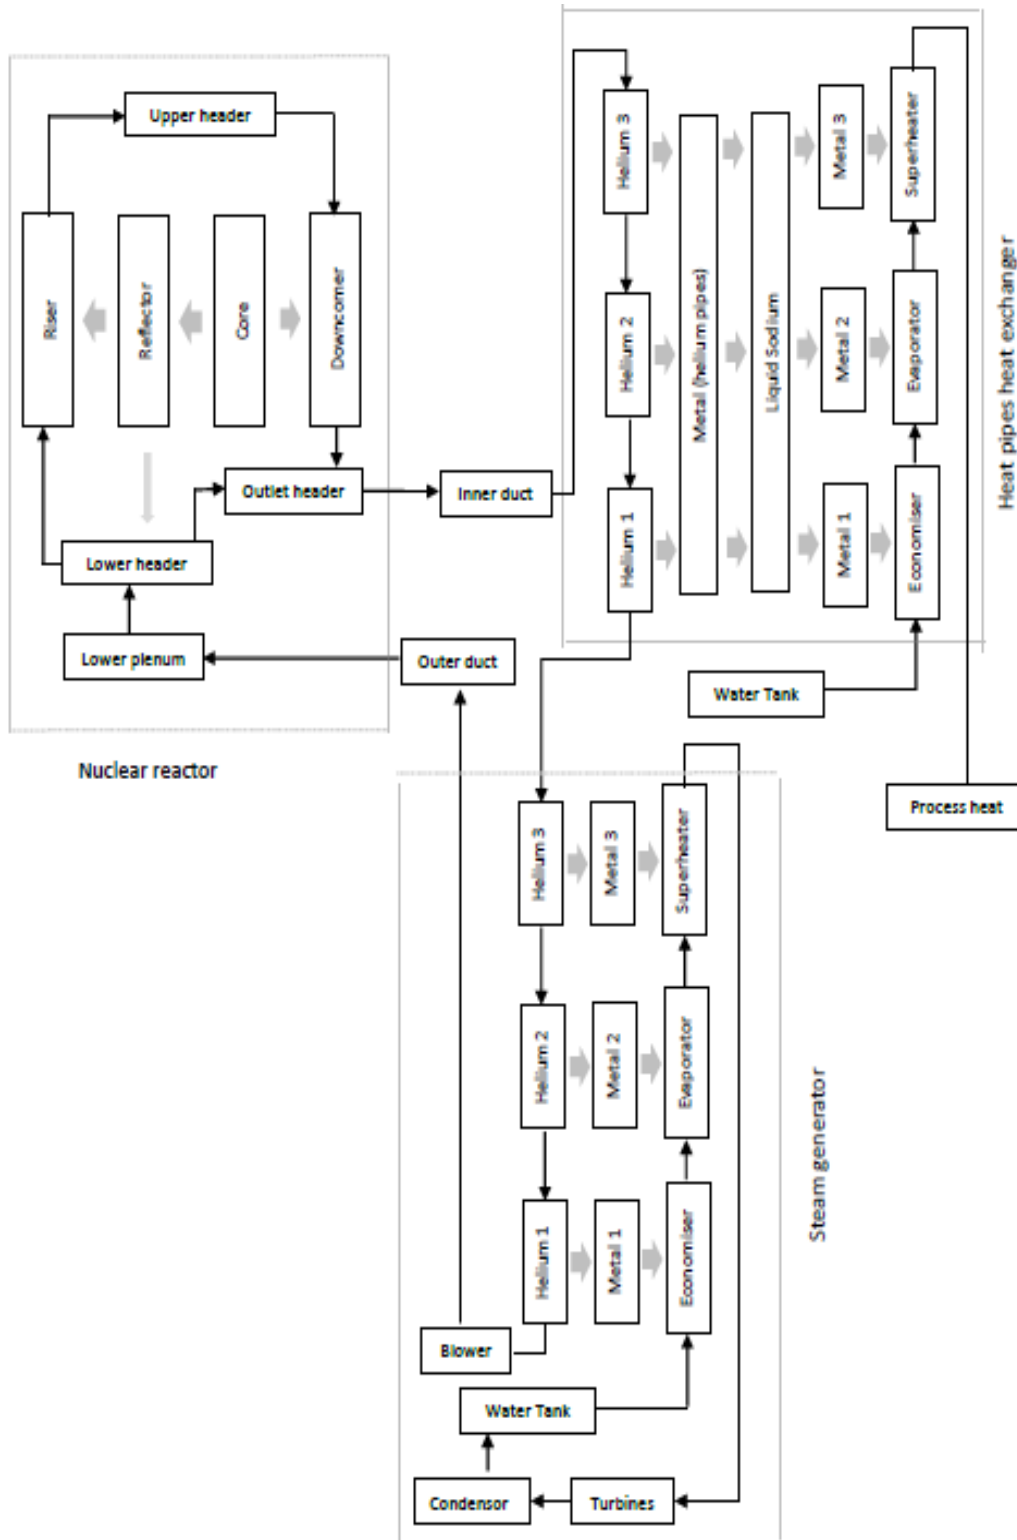 Upper header
Riser
Reflector
Core
Downcomer
Outlet header
Lower header
Lower plenum
Nuclear reactor
Inner duct
Outer duct
Helium 3
Helium 2
Helium 1
Metal (helium pipes)
Liquid Sodium
Metal 3
Metal 2
Metal 1
Superheater
Evaporator
Economiser
Heat pipes heat exchanger
Water Tank
Process heat
Helium 3
Metal 3
Superheater
Helium 2
Metal 2
Evaporator
Helium 1
Metal 1
Economiser
Steam generator
Blower
Water Tank
Condensor
Turbines